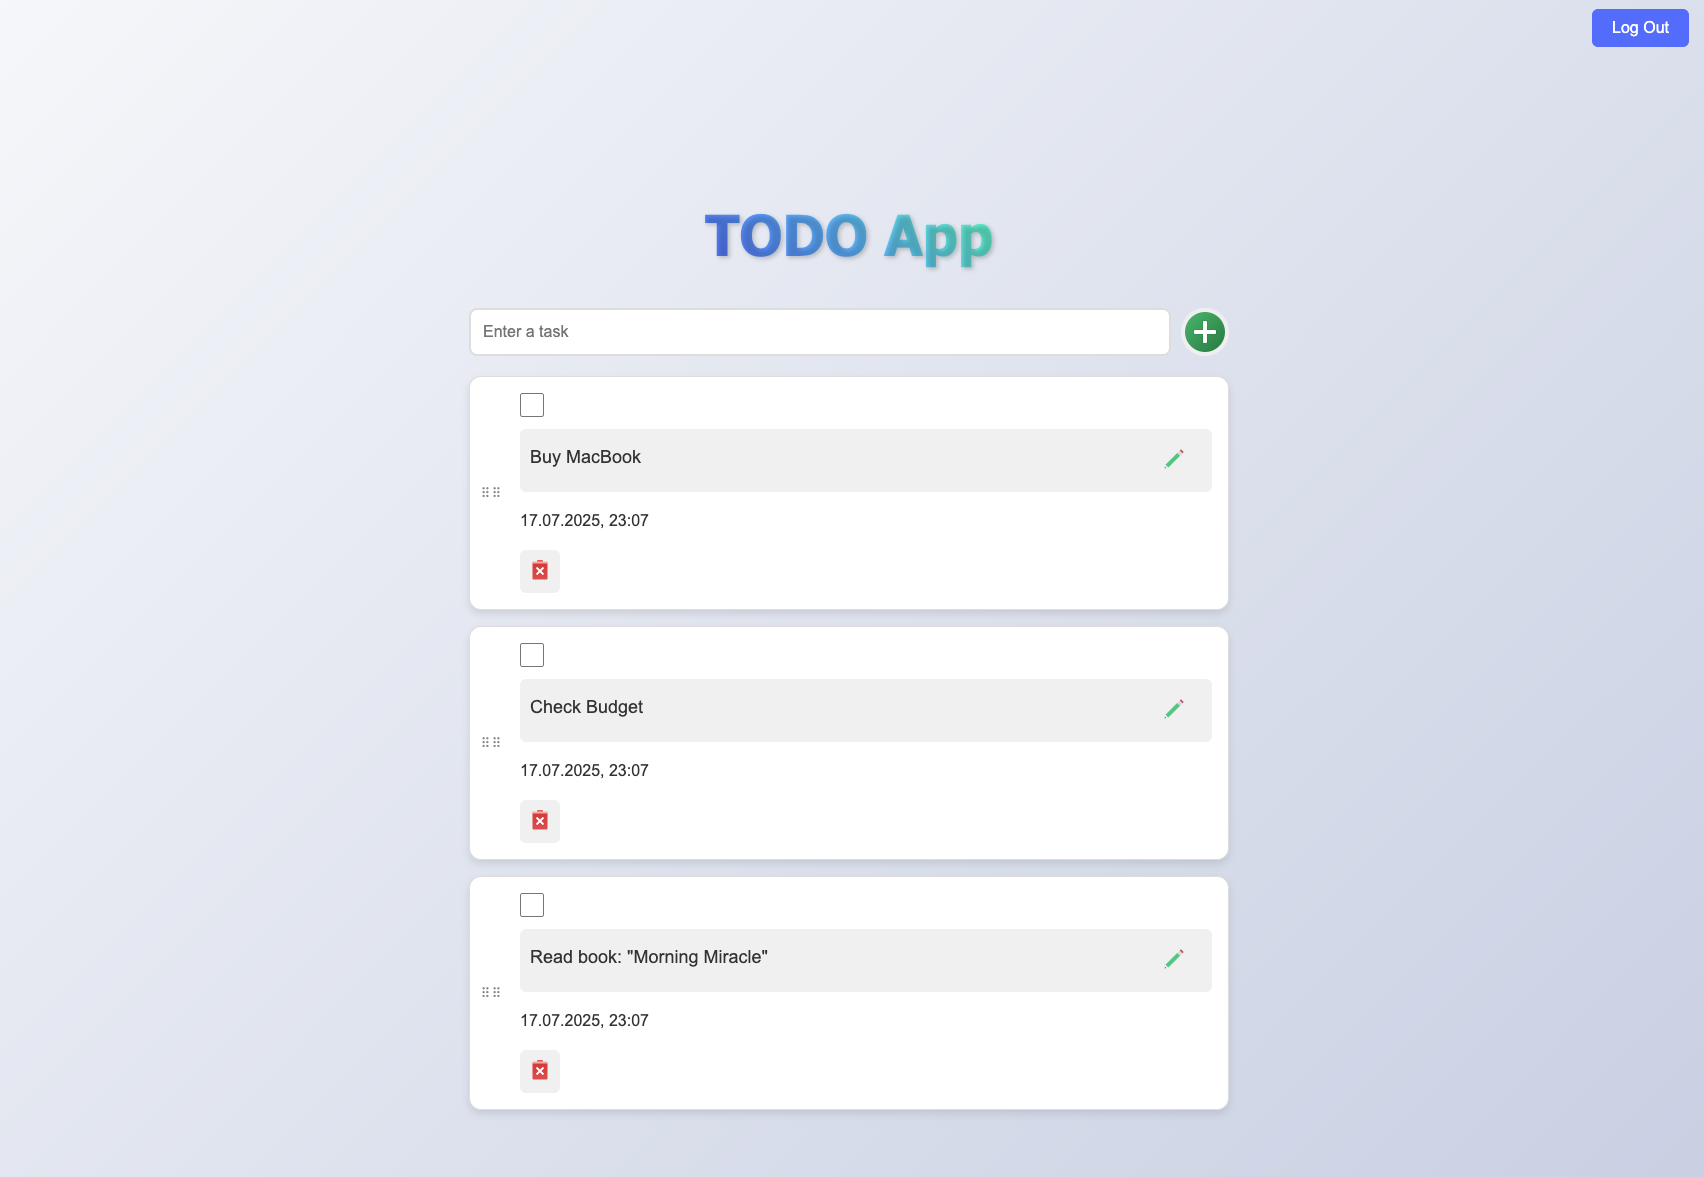 Log Out
TODO App
Enter a task
Buy MacBook
17.07.2025, 23:07
Check Budget
17.07.2025, 23:07
Read book: "Morning Miracle"
17.07.2025, 23:07